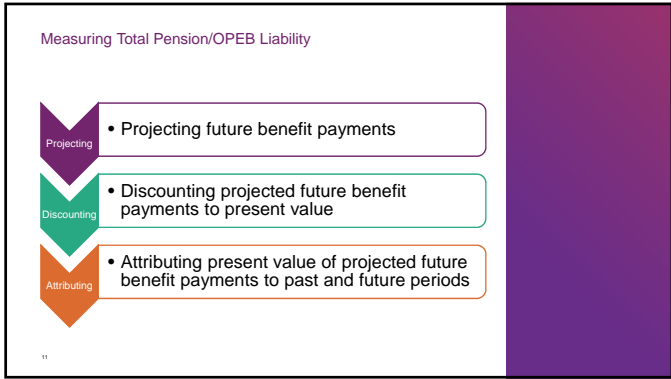 Measuring Total Pension/OPEB Liability
Projecting
• Projecting future benefit payments
Discounting
• Discounting projected future benefit
payments to present value
Attributing
• Attributing present value of projected future
benefit payments to past and future periods
11